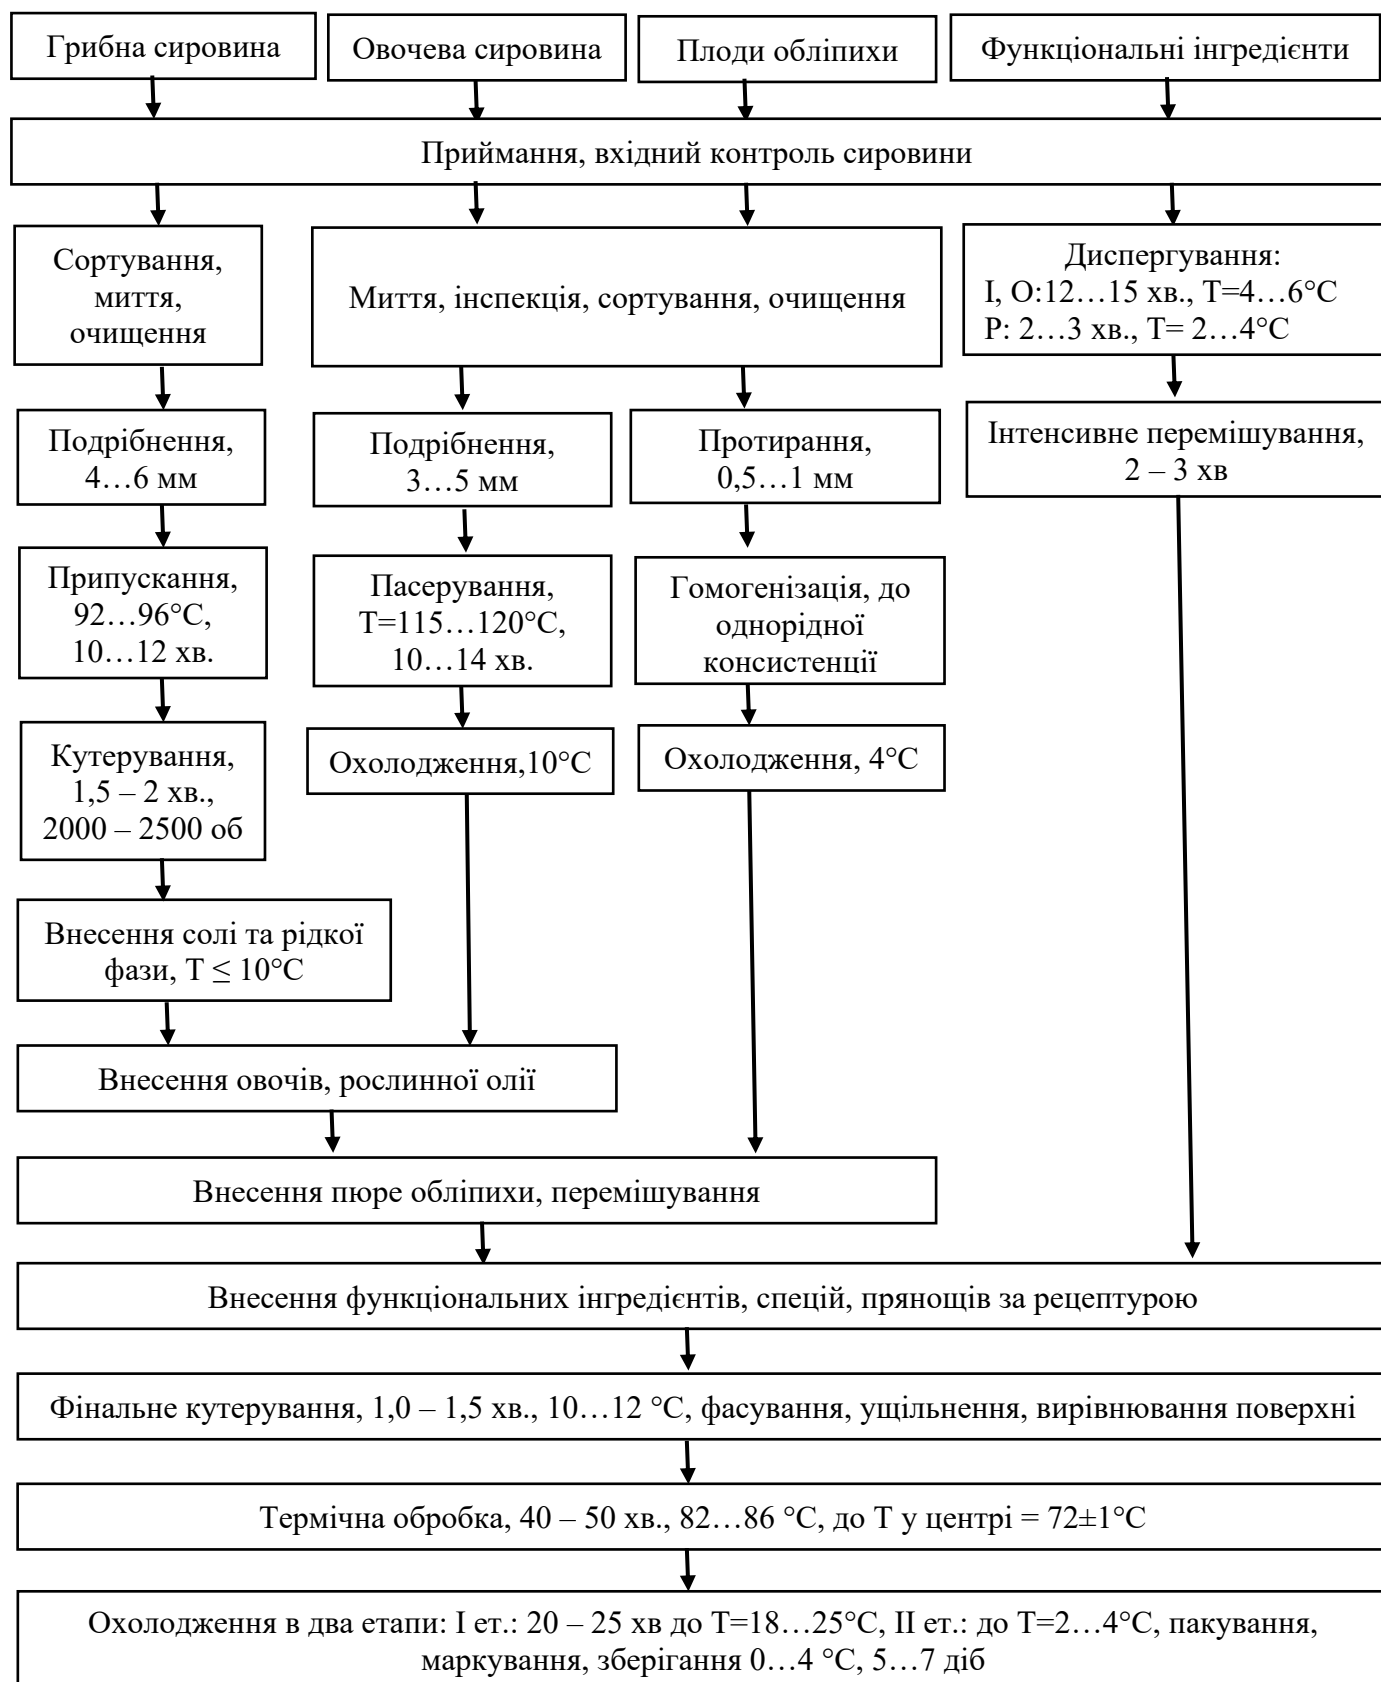 Грибна сировина
Овочева сировина
Плоди обліпихи
Функціональні інгредієнти
Приймання, вхідний контроль сировини
Сортування,
миття,
очищення
Миття, інспекція, сортування, очищення
Диспергування:
І, О:12…15 хв., Т=4…6°С
Р: 2…3 хв., Т= 2…4°С
Подрібнення,
4…6 мм
Подрібнення,
3…5 мм
Протирання,
0,5…1 мм
Інтенсивне перемішування,
2 – 3 хв
Припускання,
92…96°С,
10…12 хв.
Пасерування,
Т=115…120°С,
10…14 хв.
Гомогенізація, до
однорідної
консистенції
Кутерування,
1,5 – 2 хв.,
2000 – 2500 об
Охолодження,10°С
Охолодження, 4°С
Внесення солі та рідкої
фази, Т ≤ 10°С
Внесення овочів, рослинної олії
Внесення пюре обліпихи, перемішування
Внесення функціональних інгредієнтів, спецій, прянощів за рецептурою
Фінальне кутерування, 1,0 – 1,5 хв., 10…12 °С, фасування, ущільнення, вирівнювання поверхні
Термічна обробка, 40 – 50 хв., 82…86 °С, до Т у центрі = 72±1°С
Охолодження в два етапи: І ет.: 20 – 25 хв до Т=18…25°С, ІІ ет.: до Т=2…4°С, пакування,
маркування, зберігання 0…4 °С, 5…7 діб